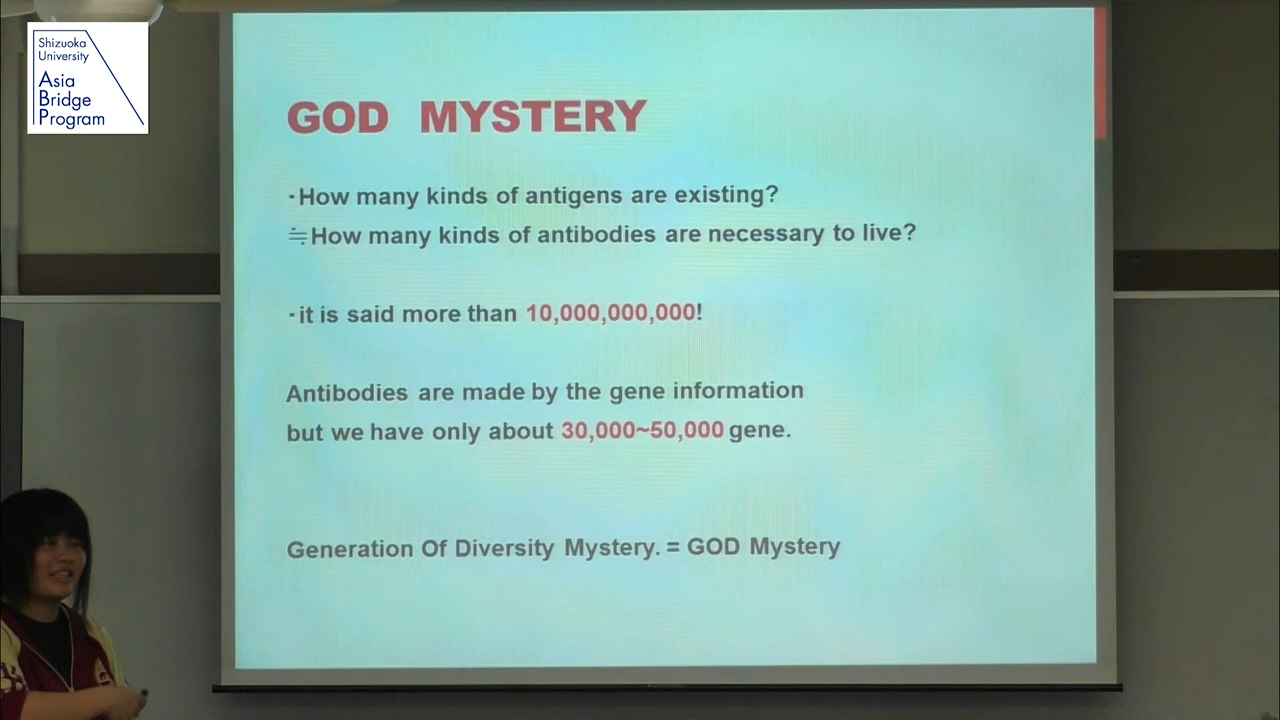 Shizuoka
University
Asia
Bridge
Program
GOD MYSTERY
・How many kinds of antigens are existing?
≒How many kinds of antibodies are necessary to live?
・it is said more than 10,000,000,000!
Antibodies are made by the gene information
but we have only about 30,000~50,000 gene.
Generation Of Diversity Mystery. = GOD Mystery